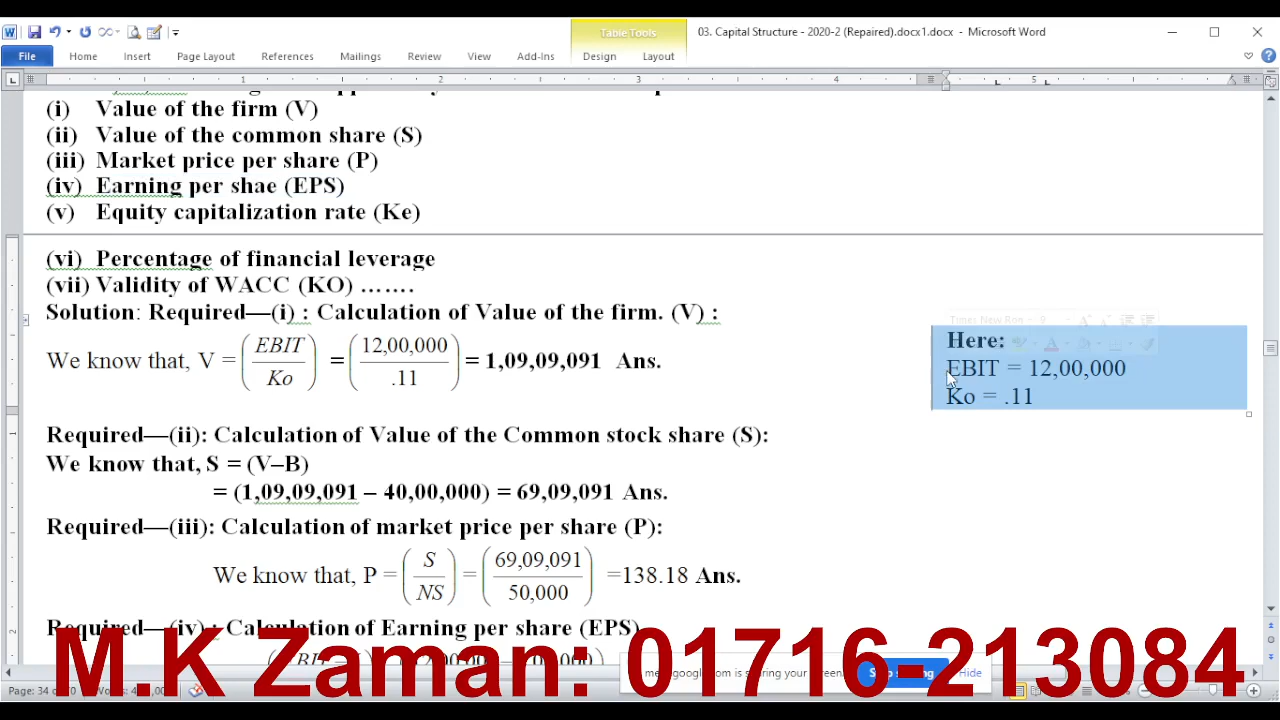 Table Tools
03. Capital Structure - 2020-2 (Repaired).docx1.docx - Microsoft Word
File Home Insert Page Layout References Mailings Review View Add-Ins Design Layout
(i) Value of the firm (V)
(ii) Value of the common share (S)
(iii) Market price per share (P)
(iv) Earning per shae (EPS)
(v) Equity capitalization rate (Ke)
(vi) Percentage of financial leverage
(vii) Validity of WACC (KO) …….
Solution: Required—(i) : Calculation of Value of the firm. (V) :
We know that, V = (EBIT / Ko) = (12,00,000 / .11) = 1,09,09,091 Ans.
Here:
EBIT = 12,00,000
Ko = .11
Required—(ii): Calculation of Value of the Common stock share (S):
We know that, S = (V–B)
= (1,09,09,091 – 40,00,000) = 69,09,091 Ans.
Required—(iii): Calculation of market price per share (P):
We know that, P = (S / NS) = (69,09,091 / 50,000) =138.18 Ans.
Required—(iv) : Calculation of Earning per share (EPS)
M.K Zaman: 01716-213084
Page: 34 of
Hide